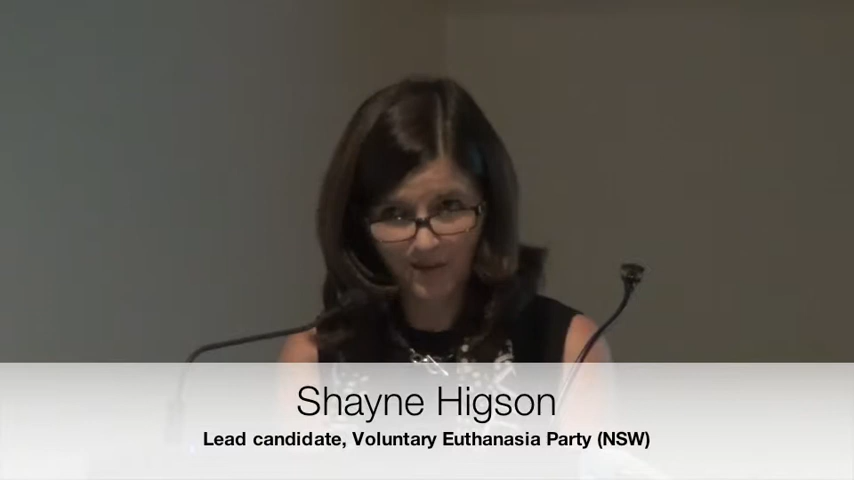 Shayne Higson
Lead candidate, Voluntary Euthanasia Party (NSW)